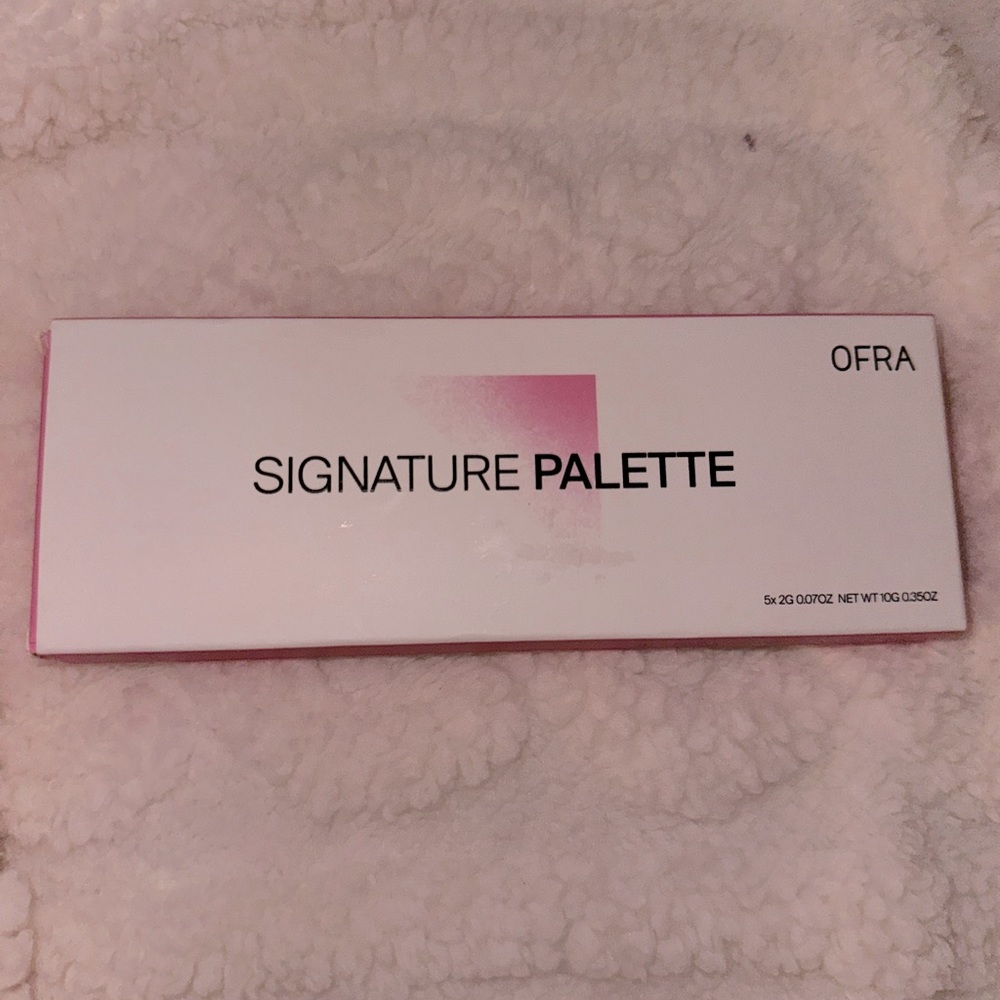 OFRA
SIGNATURE PALETTE
5x 2G 0.07OZ NET WT 10G 0.35OZ